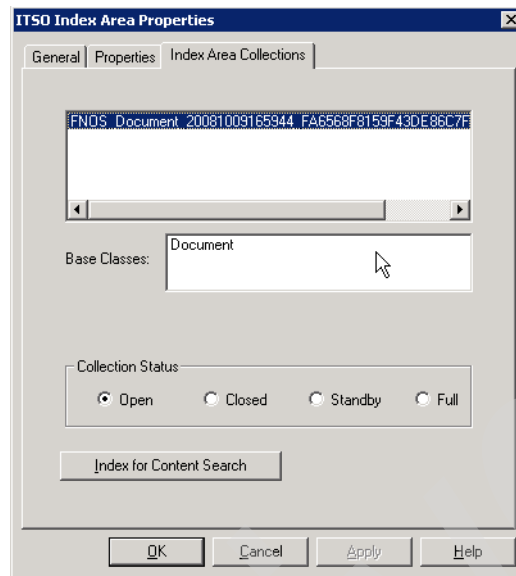 ITSO Index Area Properties
General Properties Index Area Collections
FNOS_Document_20081009165944_FA6568F8159F43DE86C7F
Base Classes: Document
Collection Status
Open Closed Standby Full
Index for Content Search
OK Cancel Apply Help